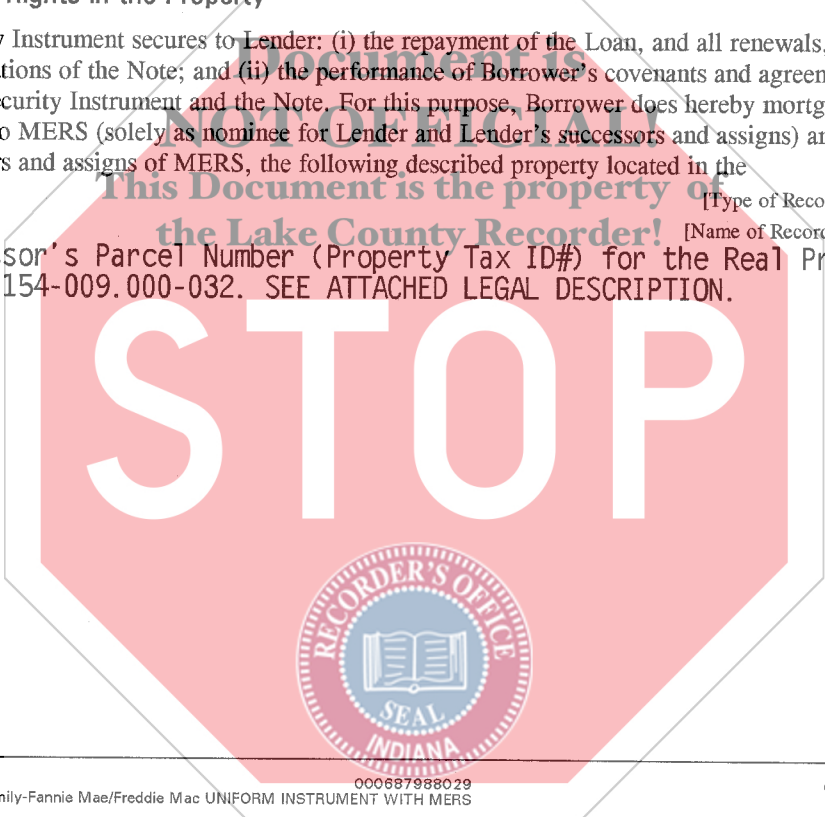 Rights in the Property
Instrument secures to Lender: (i) the repayment of the Loan, and all renewals,
tions of the Note; and (ii) the performance of Borrower's covenants and agreen
curity Instrument and the Note. For this purpose, Borrower does hereby mortg
o MERS (solely as nominee for Lender and Lender's successors and assigns) an
s and assigns of MERS, the following described property located in the
Document is
NOT OFFICIAL!
This Document is the property of
the Lake County Recorder!
[Type of Reco
[Name of Record
sor's Parcel Number (Property Tax ID#) for the Real Pr
154-009.000-032. SEE ATTACHED LEGAL DESCRIPTION.
STOP
RECORDER'S OFFICE
SEAL
INDIANA
000687988029
mily-Fannie Mae/Freddie Mac UNIFORM INSTRUMENT WITH MERS